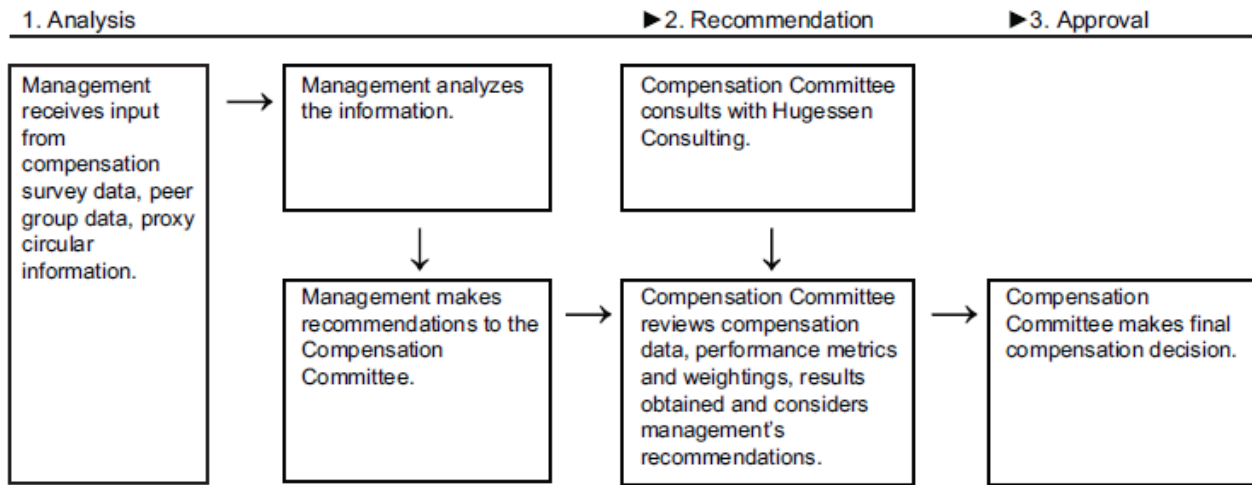 1. Analysis
►2. Recommendation
►3. Approval
Management
receives input
from
compensation
survey data, peer
group data, proxy
circular
information.
→
Management analyzes
the information.
↓
Management makes
recommendations to the
Compensation
Committee.
→
Compensation Committee
consults with Hugessen
Consulting.
↓
Compensation Committee
reviews compensation
data, performance metrics
and weightings, results
obtained and considers
management’s
recommendations.
→
Compensation
Committee makes final
compensation decision.